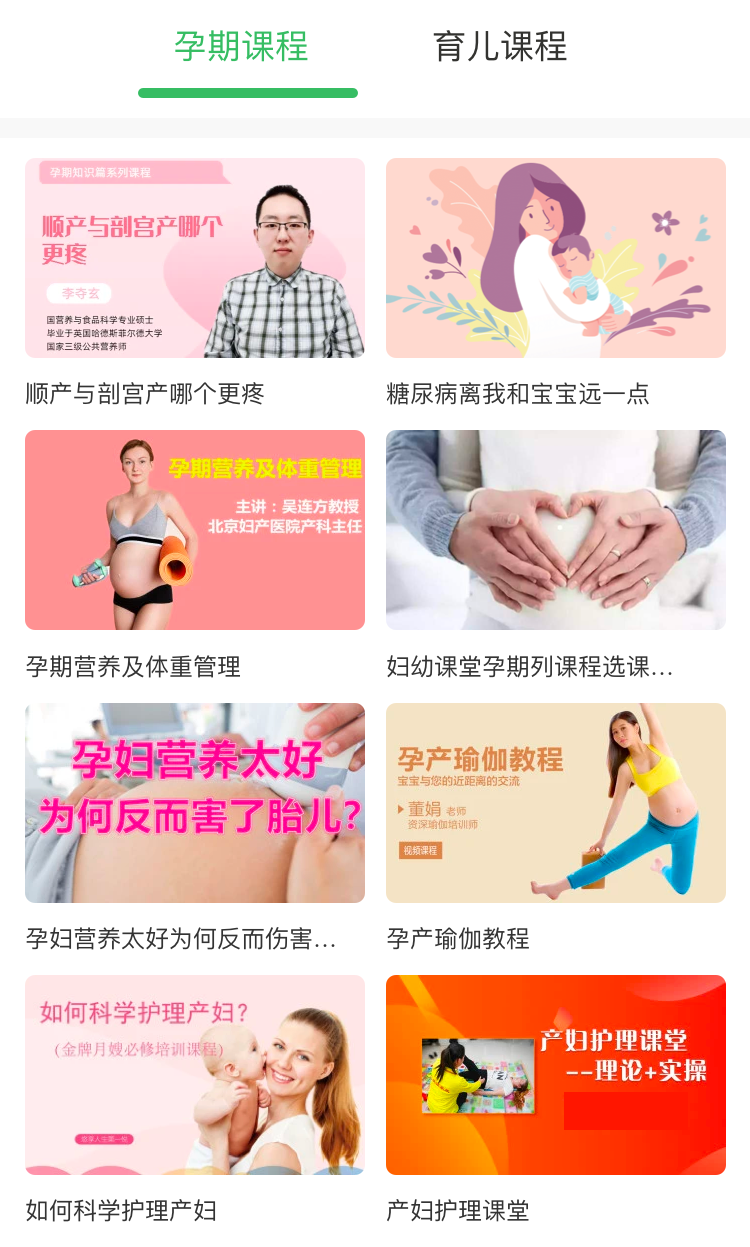 孕期课程
育儿课程
孕期知识篇系列课程
顺产与剖宫产哪个
更疼
李夺玄
国营养与食品科学专业硕士
毕业于英国哈德斯菲尔德大学
国家三级公共营养师
顺产与剖宫产哪个更疼
糖尿病离我和宝宝远一点
孕期营养及体重管理
主讲：吴连方教授
北京妇产医院产科主任
孕期营养及体重管理
妇幼课堂孕期列课程选课…
孕妇营养太好
为何反而害了胎儿?
孕妇营养太好为何反而伤害…
孕产瑜伽教程
宝宝与您的近距离的交流
董娟 老师
资深瑜伽培训师
视频课程
孕产瑜伽教程
如何科学护理产妇?
(金牌月嫂必修培训课程)
如何科学护理产妇
产妇护理课堂
--理论+实操
产妇护理课堂